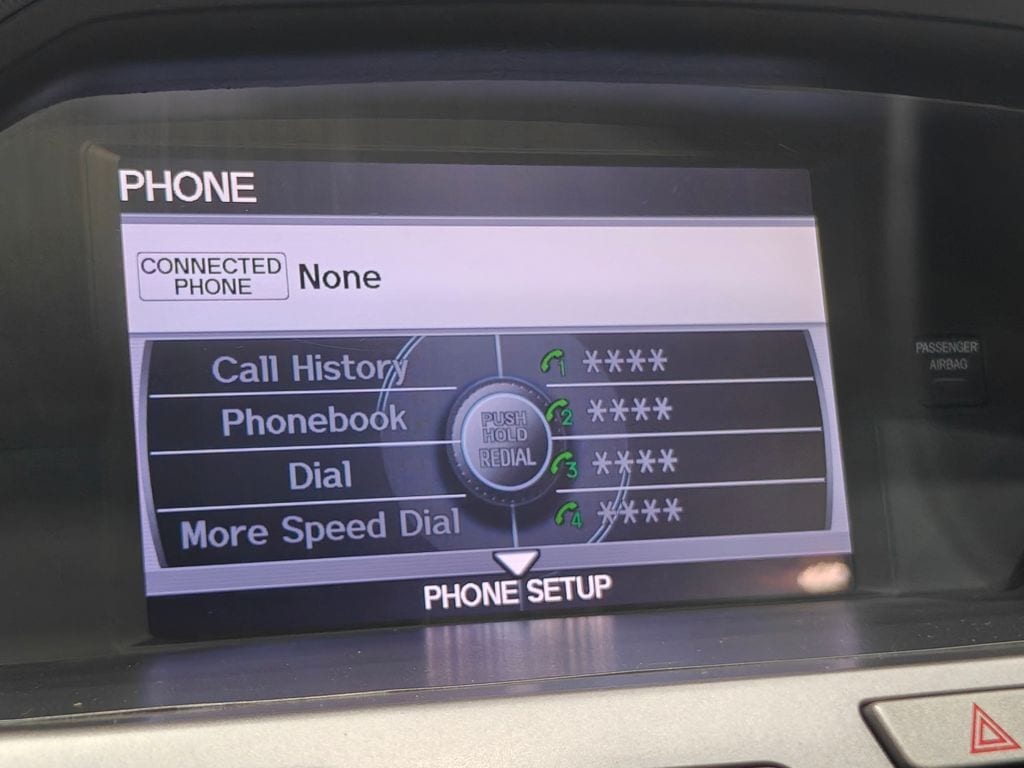 PHONE
CONNECTED
PHONE
None
Call History
Phonebook
Dial
More Speed Dial
PUSH
HOLD
REDIAL
1 ****
2 ****
3 ****
4 ****
PHONE SETUP
PASSENGER
AIRBAG